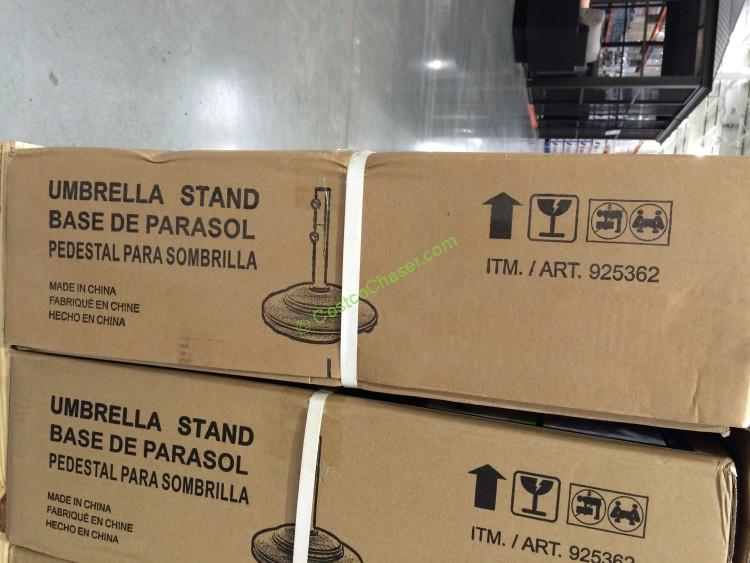 UMBRELLA STAND
BASE DE PARASOL
PEDESTAL PARA SOMBRILLA
MADE IN CHINA
FABRIQUÉ EN CHINE
HECHO EN CHINA
ITM. / ART. 925362
© CostcoChaser.com
UMBRELLA STAND
BASE DE PARASOL
PEDESTAL PARA SOMBRILLA
MADE IN CHINA
FABRIQUÉ EN CHINE
HECHO EN CHINA
ITM. / ART. 925362